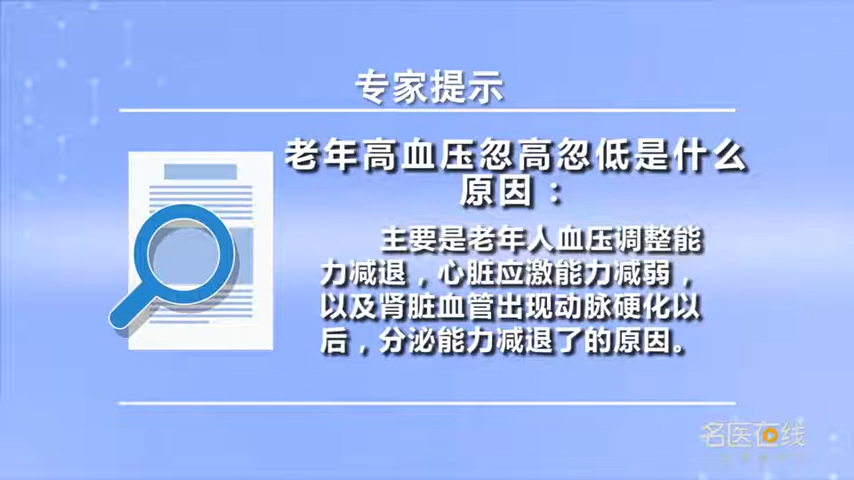 专家提示
老年高血压忽高忽低是什么
原因：
主要是老年人血压调整能
力减退，心脏应激能力减弱，
以及肾脏血管出现动脉硬化以
后，分泌能力减退了的原因。
名医在线